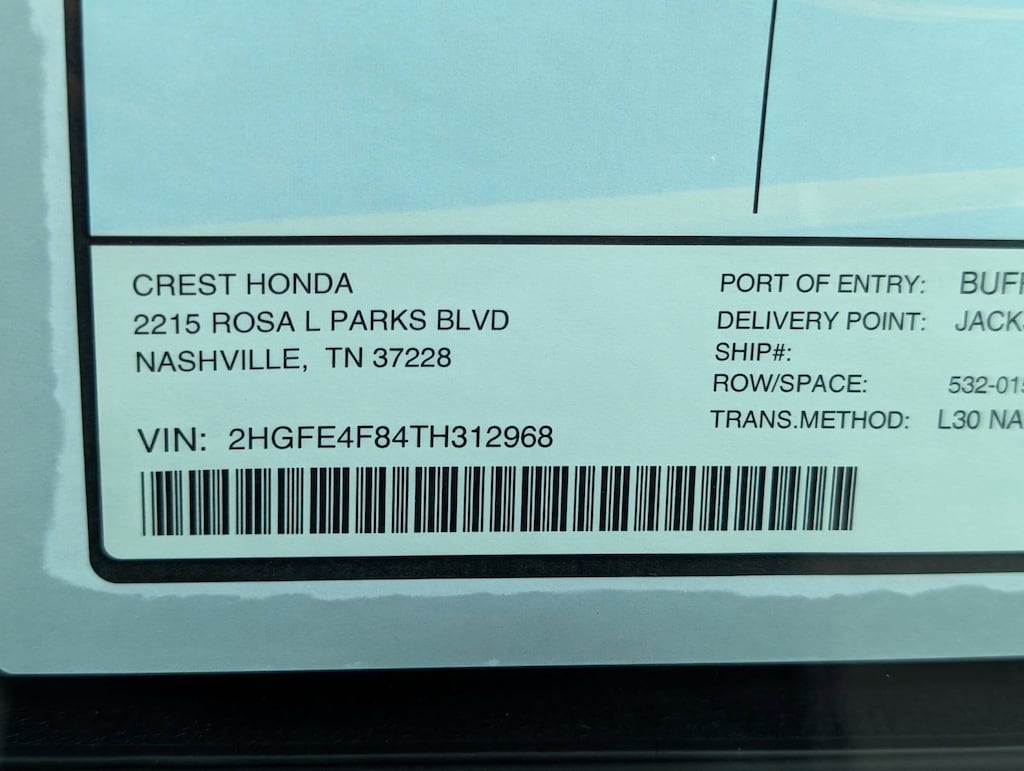 CREST HONDA
2215 ROSA L PARKS BLVD
NASHVILLE, TN 37228
VIN: 2HGFE4F84TH312968
PORT OF ENTRY:
DELIVERY POINT:
SHIP#:
ROW/SPACE:
TRANS.METHOD: L30